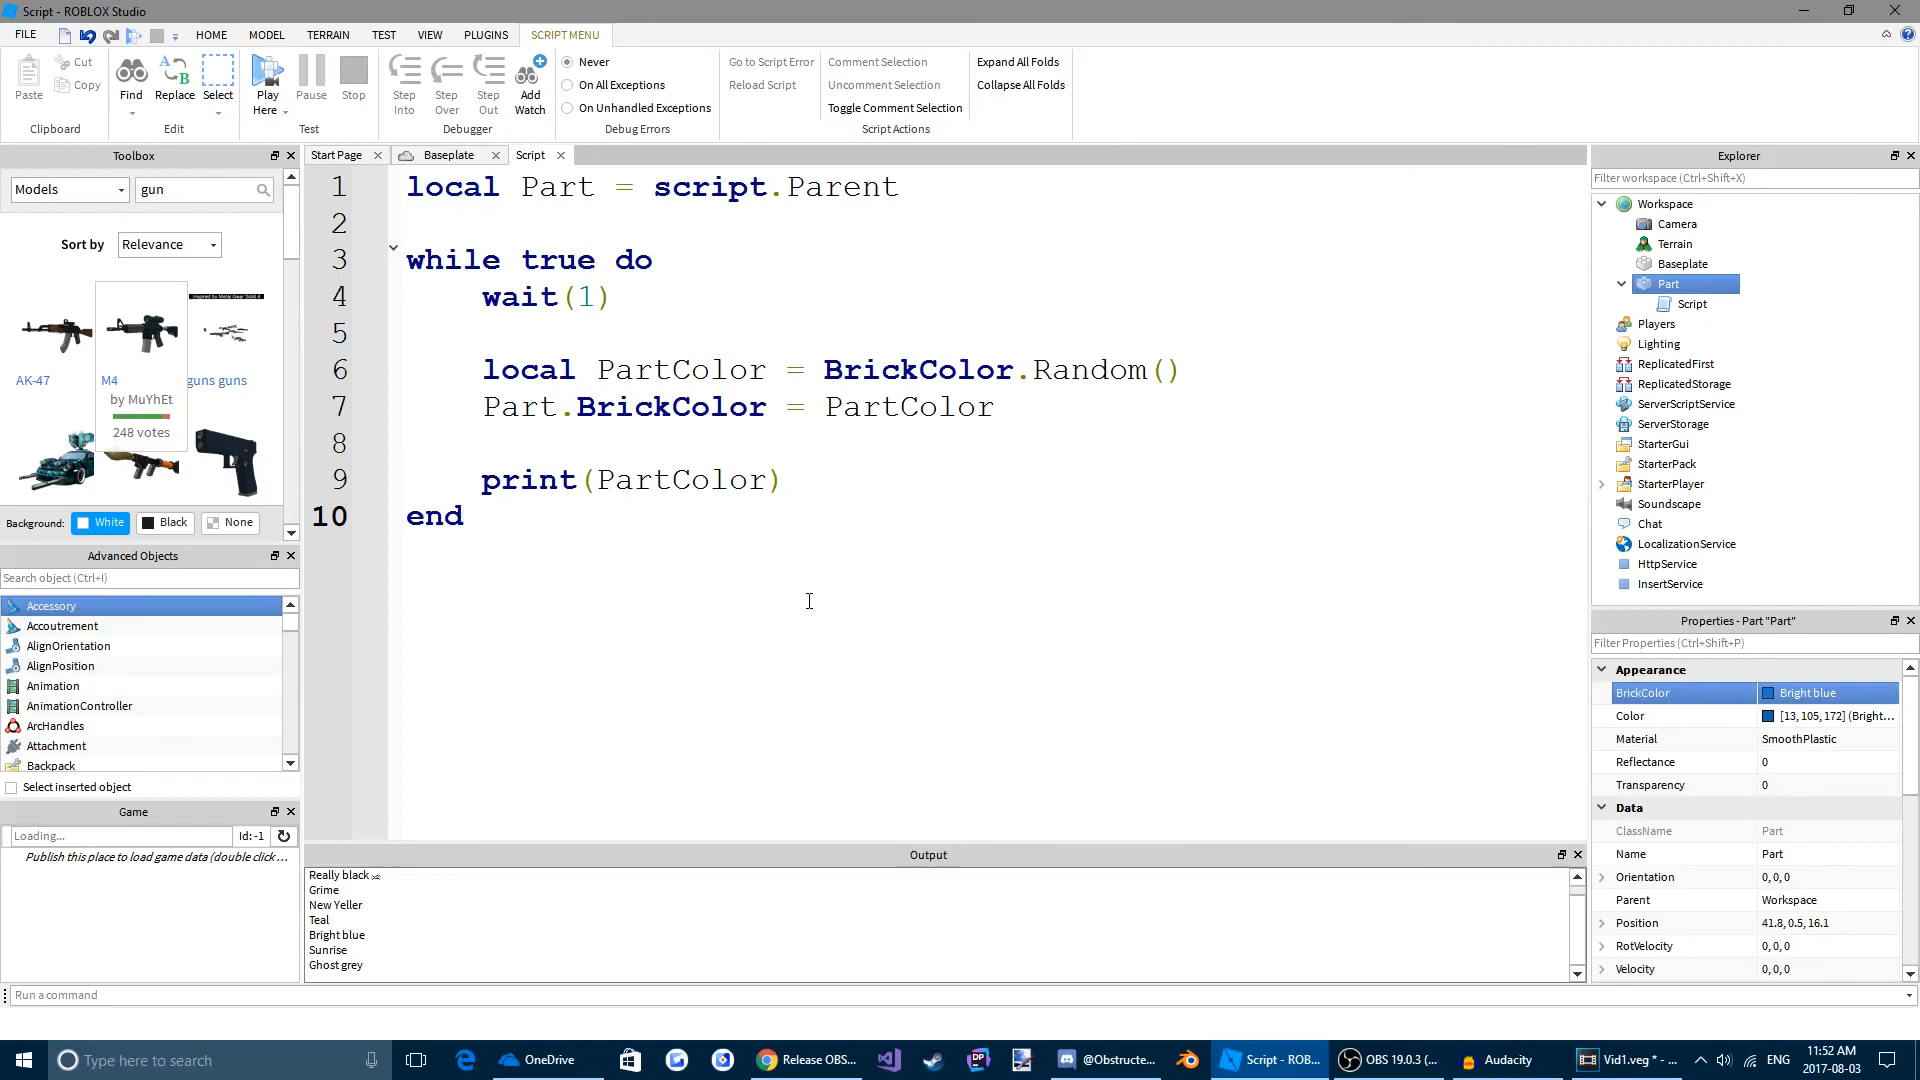 Script - ROBLOX Studio
FILE HOME MODEL TERRAIN TEST VIEW PLUGINS SCRIPT MENU
Paste Cut Copy
Clipboard
Find Replace Select
Edit
Play Here Pause Stop
Test
Step Into Step Over Step Out Add Watch
Debugger
Never
On All Exceptions
On Unhandled Exceptions
Debug Errors
Go to Script Error
Reload Script
Comment Selection
Uncomment Selection
Toggle Comment Selection
Script Actions
Expand All Folds
Collapse All Folds
Toolbox
Models gun
Sort by Relevance
Inspired by Metal Gear Solid 4
AK-47 M4 guns guns
by MuYhEt
248 votes
Background: White Black None
Advanced Objects
Search object (Ctrl+I)
Accessory
Accoutrement
AlignOrientation
AlignPosition
Animation
AnimationController
ArcHandles
Attachment
Backpack
Select inserted object
Game
Loading... Id: -1
Publish this place to load game data (double click ...
Start Page Baseplate Script
1 local Part = script.Parent
2
3 while true do
4 wait(1)
5
6 local PartColor = BrickColor.Random()
7 Part.BrickColor = PartColor
8
9 print(PartColor)
10 end
Output
Really black
Grime
New Yeller
Teal
Bright blue
Sunrise
Ghost grey
Run a command
Explorer
Filter workspace (Ctrl+Shift+X)
Workspace
Camera
Terrain
Baseplate
Part
Script
Players
Lighting
ReplicatedFirst
ReplicatedStorage
ServerScriptService
ServerStorage
StarterGui
StarterPack
StarterPlayer
Soundscape
Chat
LocalizationService
HttpService
InsertService
Properties - Part "Part"
Filter Properties (Ctrl+Shift+P)
Appearance
BrickColor Bright blue
Color [13, 105, 172] (Bright...
Material SmoothPlastic
Reflectance 0
Transparency 0
Data
ClassName Part
Name Part
Orientation 0, 0, 0
Parent Workspace
Position 41.8, 0.5, 16.1
RotVelocity 0, 0, 0
Velocity 0, 0, 0
Type here to search OneDrive Release OBS... DP @Obstructe... Script - ROB... OBS 19.0.3 (... Audacity Vid1.veg * - ... ENG 11:52 AM
2017-08-03